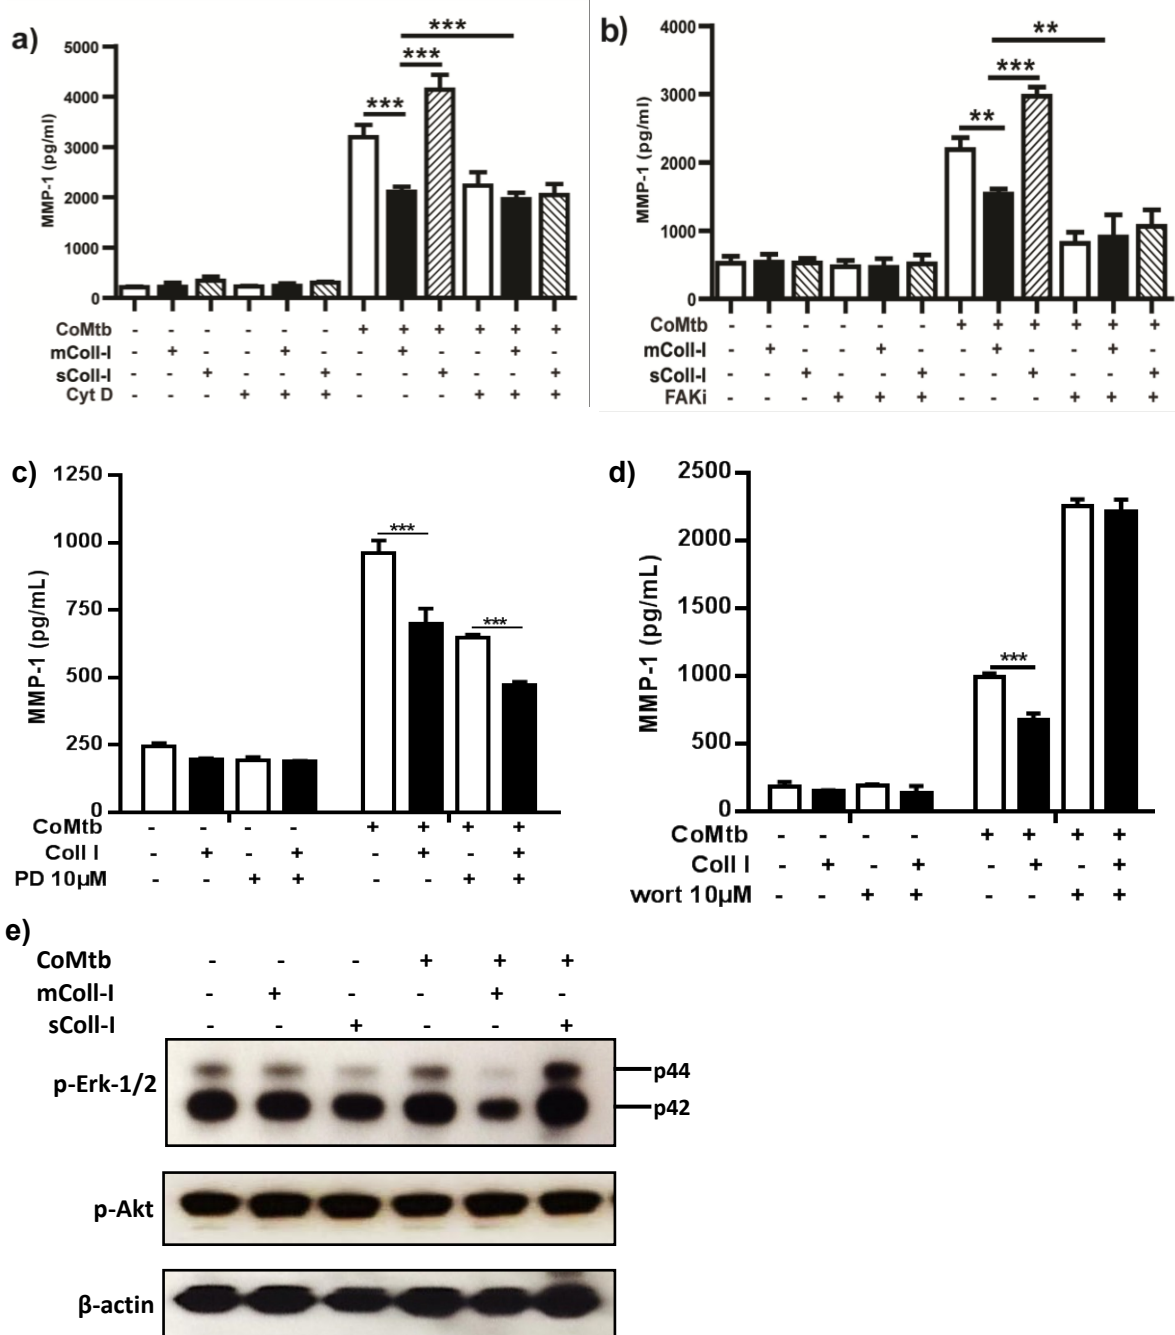 a)
MMP-1 (pg/ml)
5000
4000
3000
2000
1000
0
***
***
***
CoMtb - - - - - - + + + + + +
mColl-I - + - - + - - + - - + -
sColl-I - - + - - + - - + - - +
Cyt D - - - + + + - - - + + +
b)
MMP-1 (pg/ml)
4000
3000
2000
1000
0
**
***
**
CoMtb - - - - - - + + + + + +
mColl-I - + - - + - - + - - + -
sColl-I - - + - - + - - + - - +
FAKi - - - + + + - - - + + +
c)
MMP-1 (pg/mL)
1250
1000
750
500
250
0
***
***
CoMtb - - - - + + + +
Coll I - + - + - + - +
PD 10µM - - + + - - + +
d)
MMP-1 (pg/mL)
2500
2000
1500
1000
500
0
***
CoMtb - - - - + + + +
Coll I - + - + - + - +
wort 10µM - - + + - - + +
e)
CoMtb - - - + + +
mColl-I - + - - + -
sColl-I - - + - - +
p-Erk-1/2
p44
p42
p-Akt
β-actin